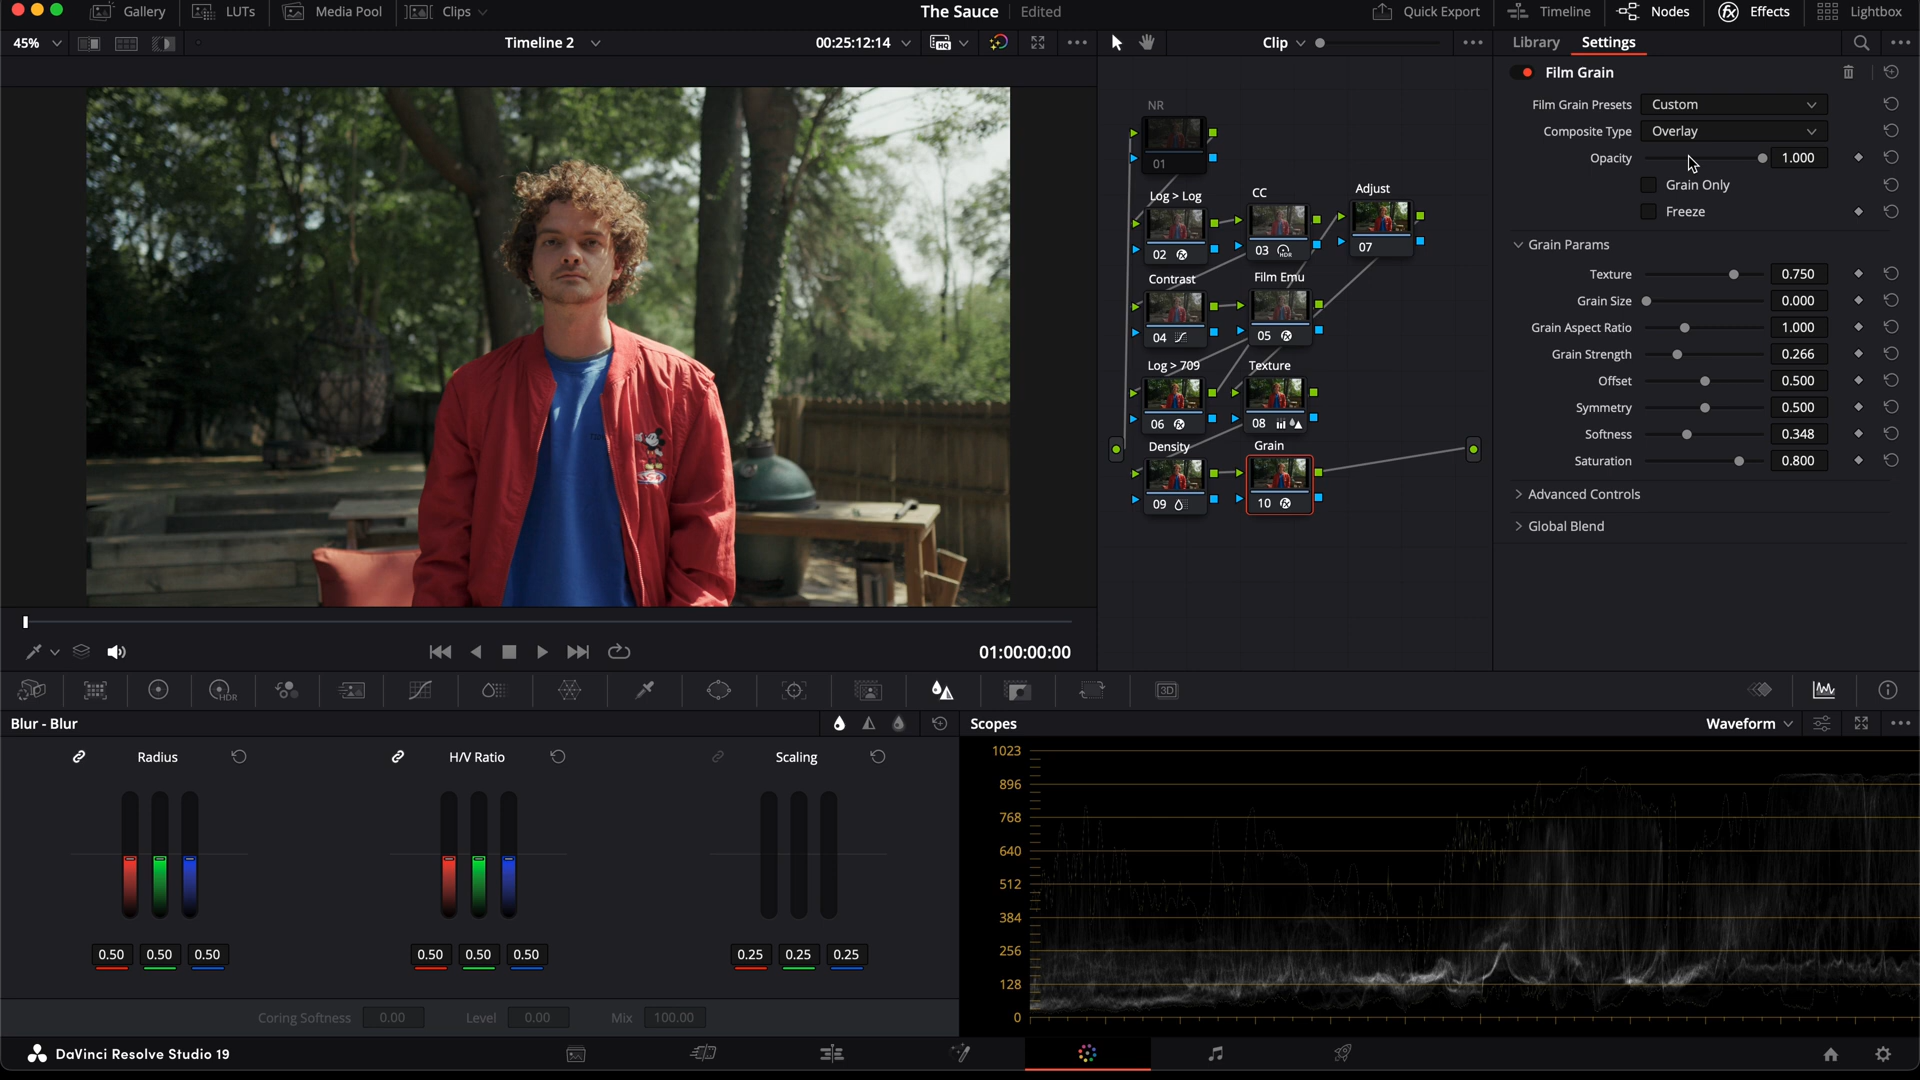 Gallery
LUTs
Media Pool
Clips
The Sauce
Edited
Quick Export
Timeline
Nodes
Effects
Lightbox
45%
Timeline 2
00:25:12:14
HQ
Clip
Library
Settings
Film Grain
Film Grain Presets
Custom
Composite Type
Overlay
Opacity
1.000
Grain Only
Freeze
Grain Params
Texture
0.750
Grain Size
0.000
Grain Aspect Ratio
1.000
Grain Strength
0.266
Offset
0.500
Symmetry
0.500
Softness
0.348
Saturation
0.800
Advanced Controls
Global Blend
NR
01
Log > Log
CC
Adjust
02
03
HDR
07
Contrast
Film Emu
04
05
Log > 709
Texture
06
08
Density
Grain
09
10
01:00:00:00
HDR
3D
Blur - Blur
Radius
H/V Ratio
Scaling
0.50 0.50 0.50
0.50 0.50 0.50
0.25 0.25 0.25
Coring Softness
0.00
Level
0.00
Mix
100.00
Scopes
Waveform
1023
896
768
640
512
384
256
128
0
DaVinci Resolve Studio 19